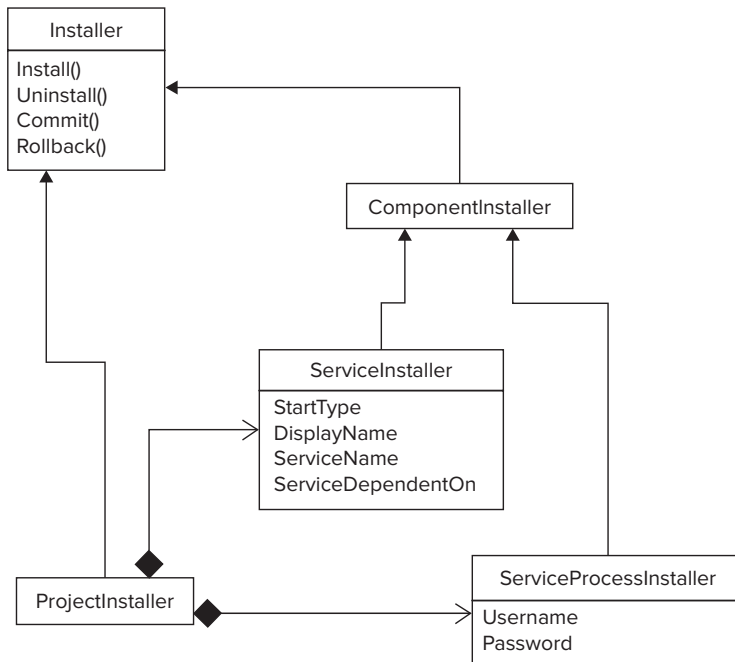 Installer
Install()
Uninstall()
Commit()
Rollback()
ComponentInstaller
ServiceInstaller
StartType
DisplayName
ServiceName
ServiceDependentOn
ProjectInstaller
ServiceProcessInstaller
Username
Password